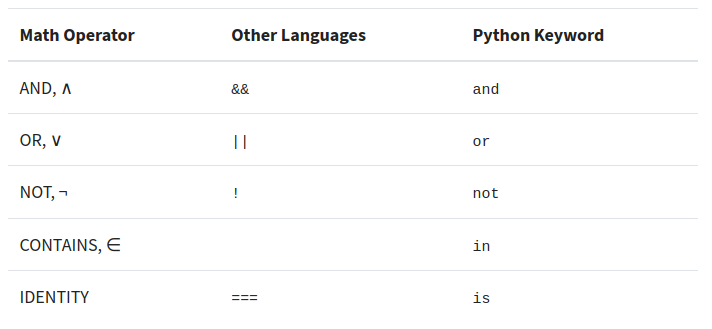 Math Operator Other Languages Python Keyword
AND, ∧ && and
OR, ∨ || or
NOT, ¬ ! not
CONTAINS, ∈ in
IDENTITY === is